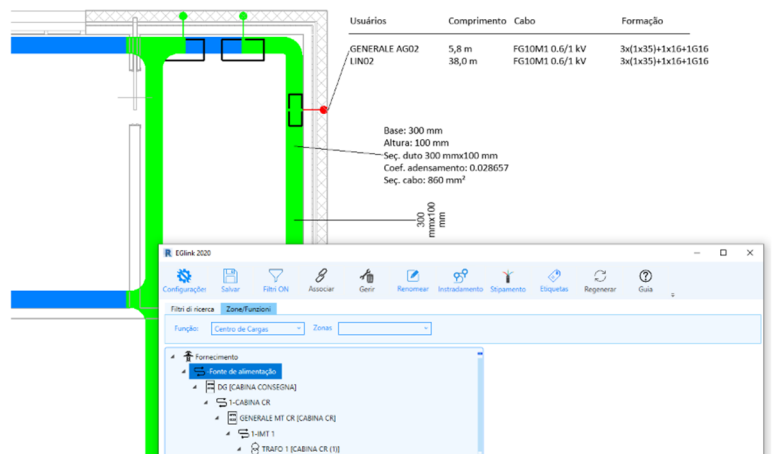 Usuários Comprimento Cabo Formação
GENERALE AG02 5,8 m FG10M1 0.6/1 kV 3x(1x35)+1x16+1G16
LIN02 38,0 m FG10M1 0.6/1 kV 3x(1x35)+1x16+1G16
Base: 300 mm
Altura: 100 mm
Seç. duto 300 mmx100 mm
Coef. adensamento: 0.028657
Seç. cabo: 860 mm²
300
mmx100
mm
R EGlink 2020
Configurações Salvar Filtri ON Associar Gerir Renomear Instradamento Stipamento Etiquetas Regenerar Guia
Filtri di ricerca Zone/Funzioni
Função: Centro de Cargas Zonas
Fornecimento
Fonte de alimentação
DG [CABINA CONSEGNA]
1-CABINA CR
GENERALE MT CR [CABINA CR]
1-IMT 1
TRAFO 1 [CABINA CR (1)]